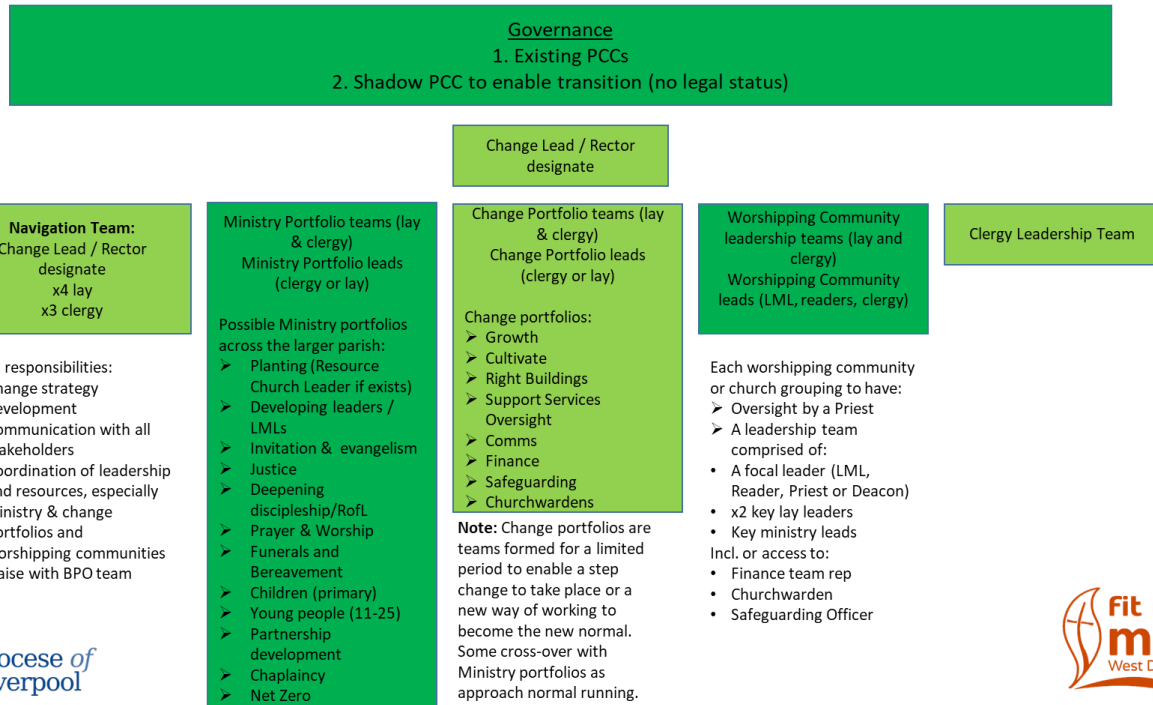 Governance
1. Existing PCCs
2. Shadow PCC to enable transition (no legal status)
Change Lead / Rector
designate
Navigation Team:
Change Lead / Rector
designate
x4 lay
x3 clergy
responsibilities:
hange strategy
evelopment
ommunication with all
akeholders
oordination of leadership
nd resources, especially
inistry & change
ortfolios and
orshipping communities
aise with BPO team
Ministry Portfolio teams (lay
& clergy)
Ministry Portfolio leads
(clergy or lay)
Possible Ministry portfolios
across the larger parish:
➢ Planting (Resource
Church Leader if exists)
➢ Developing leaders /
LMLs
➢ Invitation & evangelism
➢ Justice
➢ Deepening
discipleship/RofL
➢ Prayer & Worship
➢ Funerals and
Bereavement
➢ Children (primary)
➢ Young people (11-25)
➢ Partnership
development
➢ Chaplaincy
➢ Net Zero
Change Portfolio teams (lay
& clergy)
Change Portfolio leads
(clergy or lay)
Change portfolios:
➢ Growth
➢ Cultivate
➢ Right Buildings
➢ Support Services
Oversight
➢ Comms
➢ Finance
➢ Safeguarding
➢ Churchwardens
Note: Change portfolios are
teams formed for a limited
period to enable a step
change to take place or a
new way of working to
become the new normal.
Some cross-over with
Ministry portfolios as
approach normal running.
Worshipping Community
leadership teams (lay and
clergy)
Worshipping Community
leads (LML, readers, clergy)
Each worshipping community
or church grouping to have:
➢ Oversight by a Priest
➢ A leadership team
comprised of:
• A focal leader (LML,
Reader, Priest or Deacon)
• x2 key lay leaders
• Key ministry leads
Incl. or access to:
• Finance team rep
• Churchwarden
• Safeguarding Officer
Clergy Leadership Team
ocese of
verpool
fit
m
West D